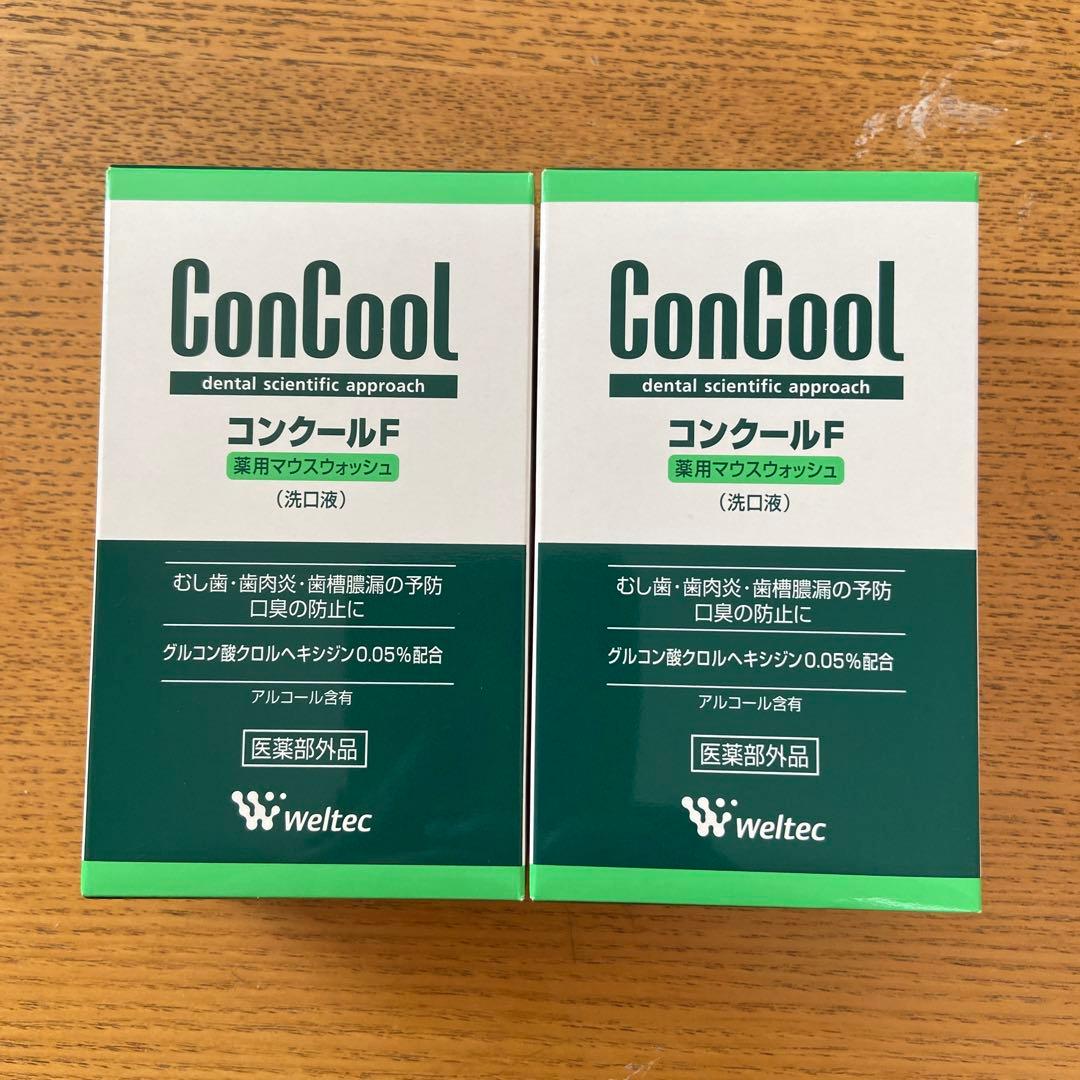 ConCool
dental scientific approach
コンクールF
薬用マウスウォッシュ
（洗口液）
むし歯・歯肉炎・歯槽膿漏の予防
口臭の防止に
グルコン酸クロルヘキシジン0.05%配合
アルコール含有
医薬部外品
weltec
ConCool
dental scientific approach
コンクールF
薬用マウスウォッシュ
（洗口液）
むし歯・歯肉炎・歯槽膿漏の予防
口臭の防止に
グルコン酸クロルヘキシジン0.05%配合
アルコール含有
医薬部外品
weltec